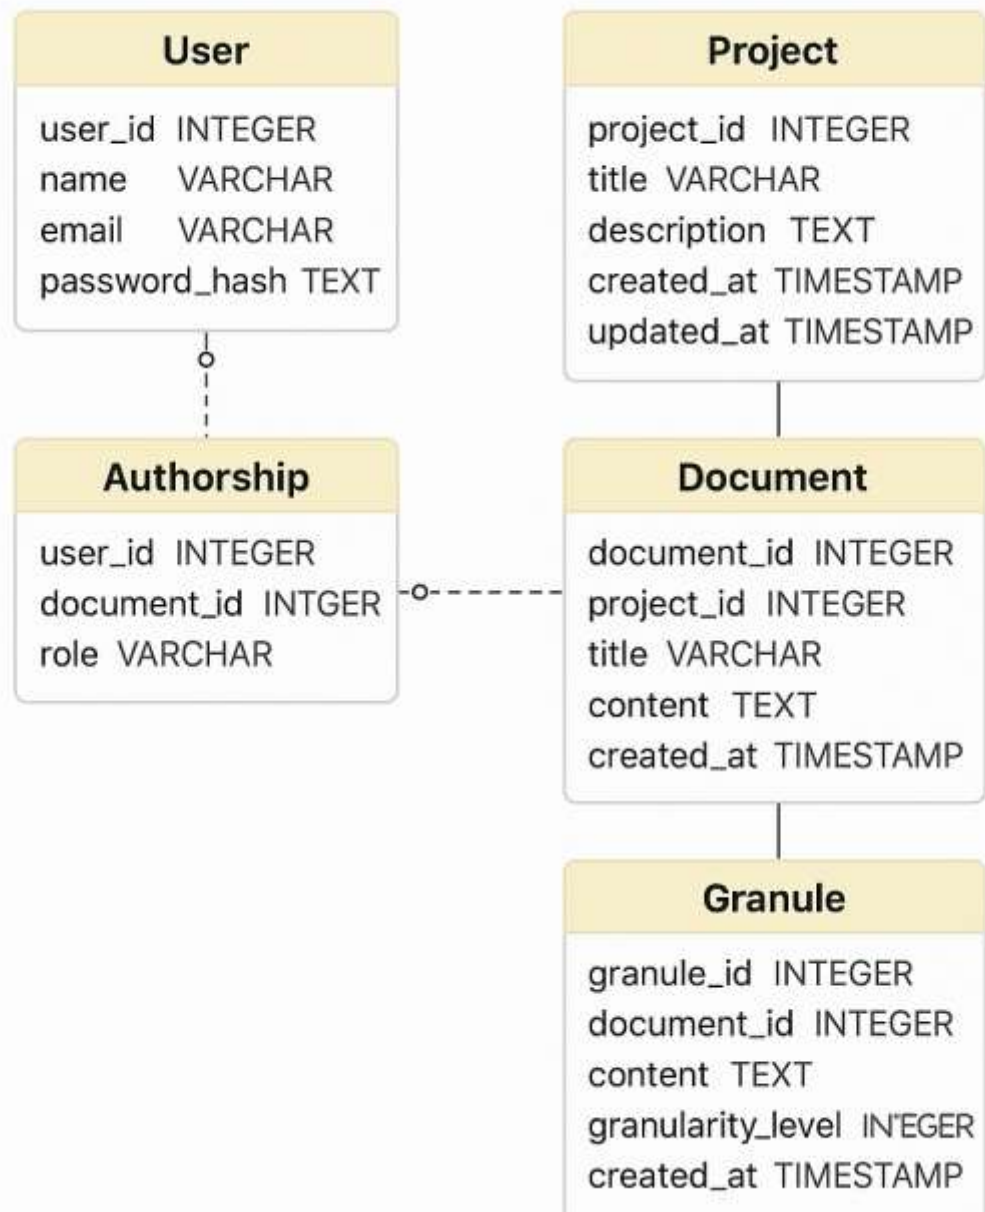 User
user_id INTEGER
name VARCHAR
email VARCHAR
password_hash TEXT
Project
project_id INTEGER
title VARCHAR
description TEXT
created_at TIMESTAMP
updated_at TIMESTAMP
Authorship
user_id INTEGER
document_id INTGER
role VARCHAR
Document
document_id INTEGER
project_id INTEGER
title VARCHAR
content TEXT
created_at TIMESTAMP
Granule
granule_id INTEGER
document_id INTEGER
content TEXT
granularity_level IN"EGER
created_at TIMESTAMP